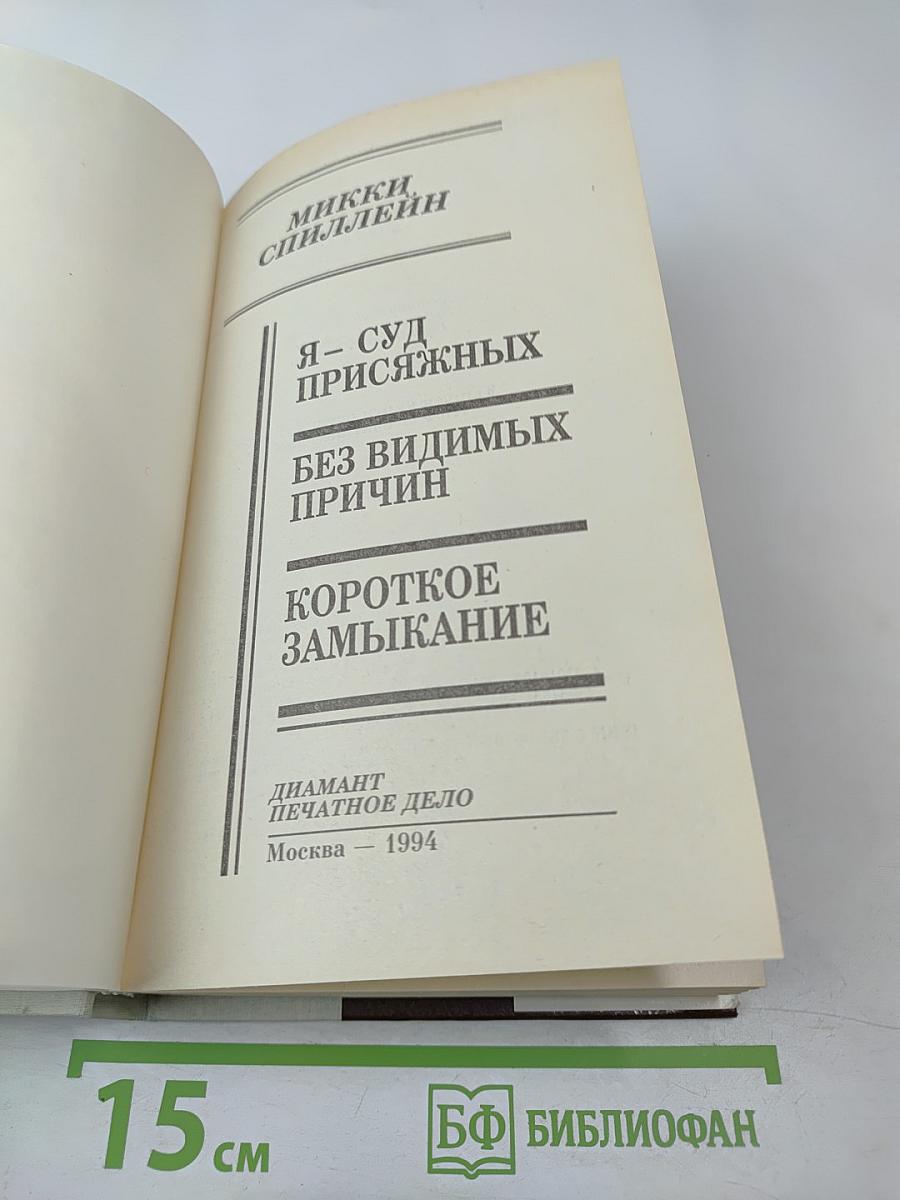 МИККИ
СПИЛЛЕЙН
Я – СУД
ПРИСЯЖНЫХ
БЕЗ ВИДИМЫХ
ПРИЧИН
КОРОТКОЕ
ЗАМЫКАНИЕ
ДИАМАНТ
ПЕЧАТНОЕ ДЕЛО
Москва — 1994
15 см
БФ БИБЛИОФАН